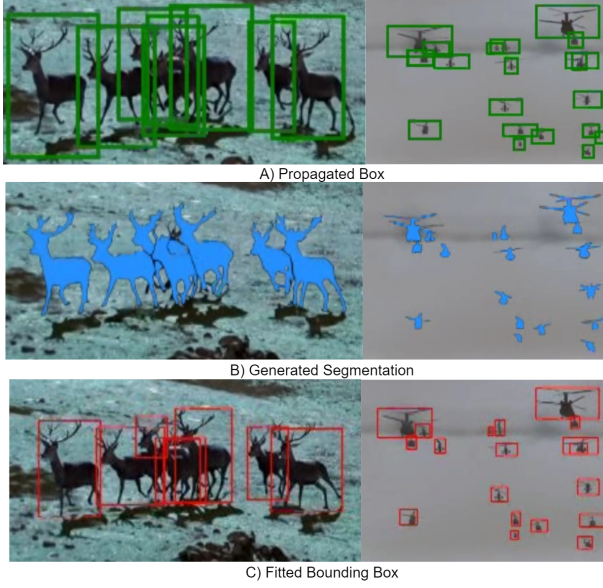 A) Propagated Box
B) Generated Segmentation
C) Fitted Bounding Box